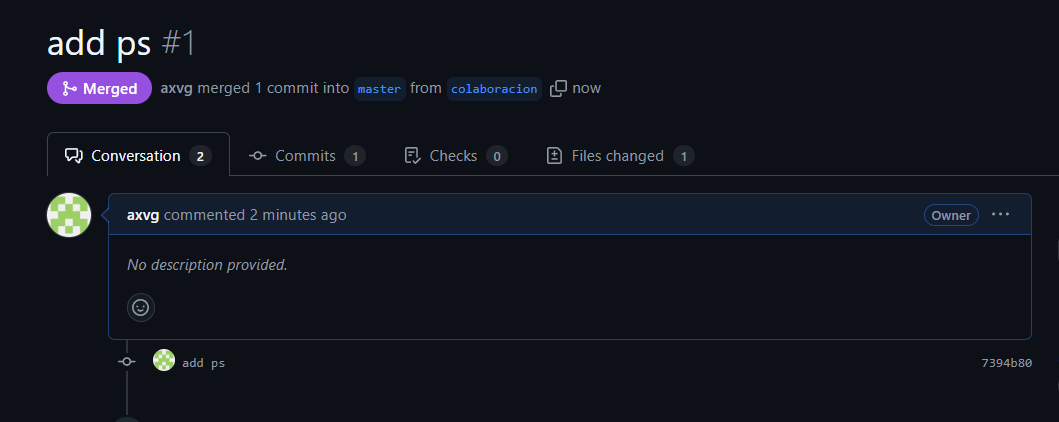 add ps #1
Merged axvg merged 1 commit into master from colaboracion now
Conversation 2 Commits 1 Checks 0 Files changed 1
axvg commented 2 minutes ago Owner
No description provided.
add ps 7394b80